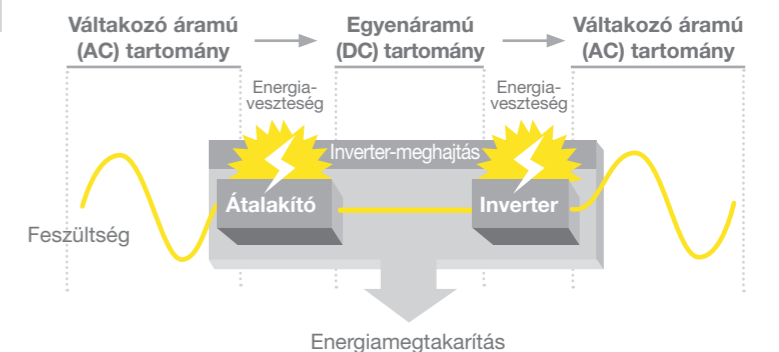 Váltakozó áramú
(AC) tartomány
Egyenáramú
(DC) tartomány
Váltakozó áramú
(AC) tartomány
Energia-
veszteség
Energia-
veszteség
Inverter-meghajtás
Átalakító
Inverter
Feszültség
Energiamegtakarítás